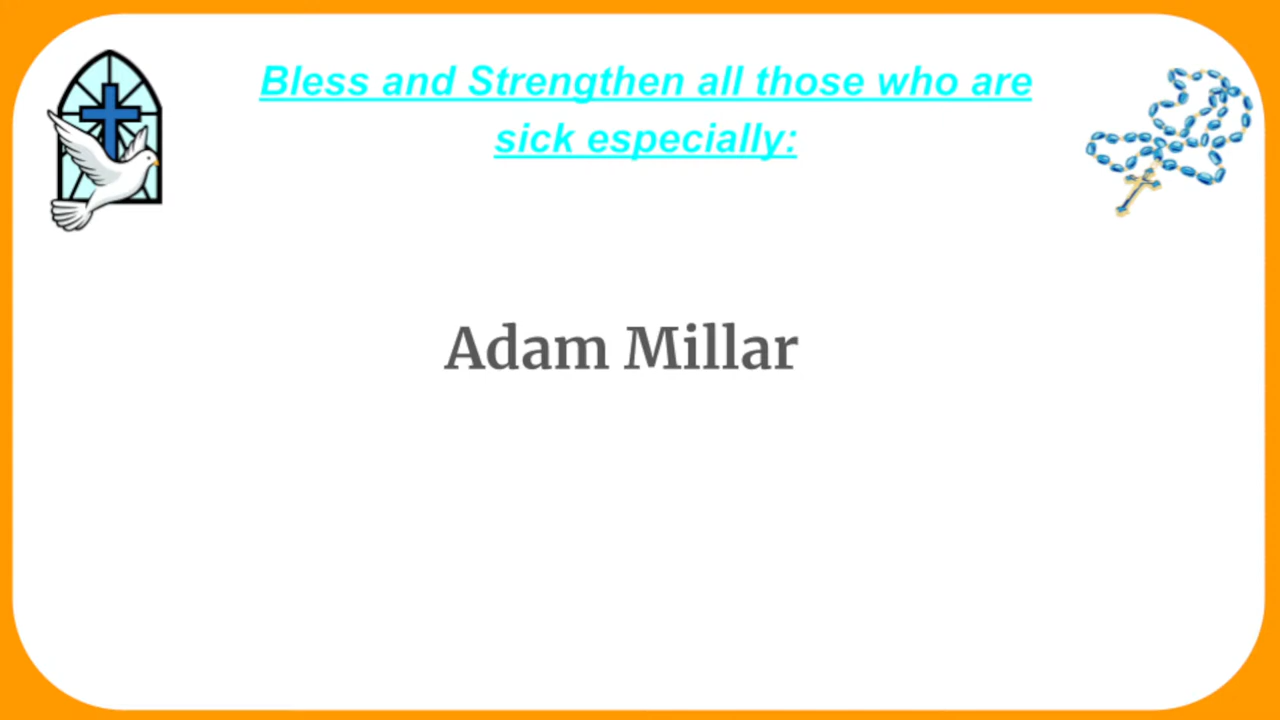 Bless and Strengthen all those who are
sick especially:
Adam Millar